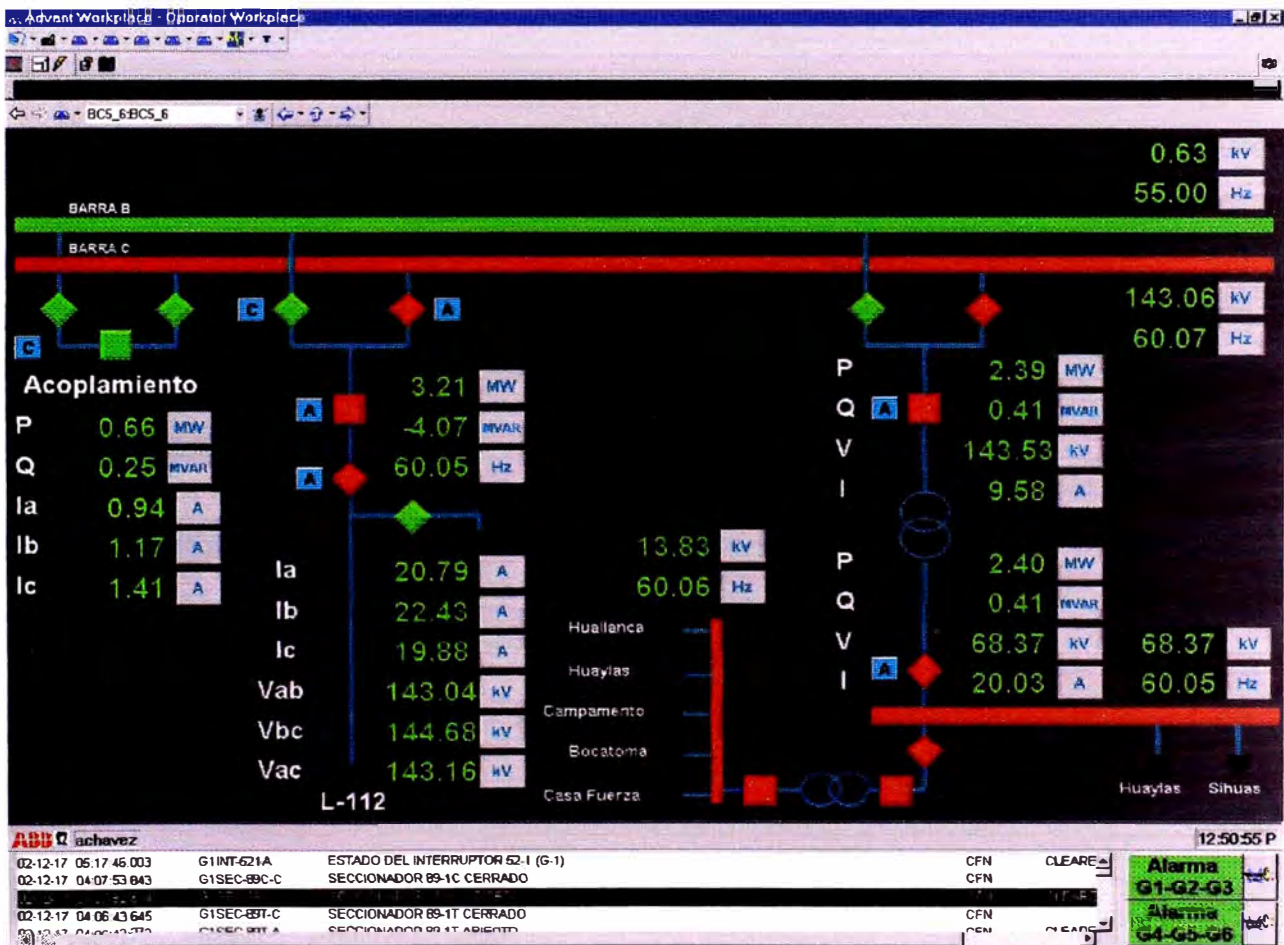 Advant Workplace - Operator Workplace
BC5_6:BC5_6
0.63 kV
55.00 Hz
BARRA B
BARRA C
143.06 kV
60.07 Hz
C
A
C
Acoplamiento
P 0.66 MW
Q 0.25 MVAR
Ia 0.94 A
Ib 1.17 A
Ic 1.41 A
3.21 MW
A
-4.07 MVAR
60.05 Hz
A
Ia 20.79 A
Ib 22.43 A
Ic 19.88 A
Vab 143.04 kV
Vbc 144.68 kV
Vac 143.16 kV
L-112
13.83 kV
60.06 Hz
Huallanca
Huaylas
Campamento
Bocatoma
Casa Fuerza
P 2.39 MW
Q A 0.41 MVAR
V 143.53 kV
I 9.58 A
P 2.40 MW
Q 0.41 MVAR
V 68.37 kV 68.37 kV
I A 20.03 A 60.05 Hz
Huaylas Sihuas
ABB achavez 12:50:55 P
02-12-17 05:17 46.003 G1INT-621-A ESTADO DEL INTERRUPTOR 52-1 (G-1) CFN CLEARE
02-12-17 04:07:53 843 G1SEC-89C-C SECCIONADOR 89-1C CERRADO CFN
02-12-17 04 06 43 645 G1SEC-89T-C SECCIONADOR 89-1T CERRADO CFN
SECCIONADOR 89-1T ABIERTO CFN CLEARE
Alarma
G1-G2-G3
Alarma
G4-G5-G6